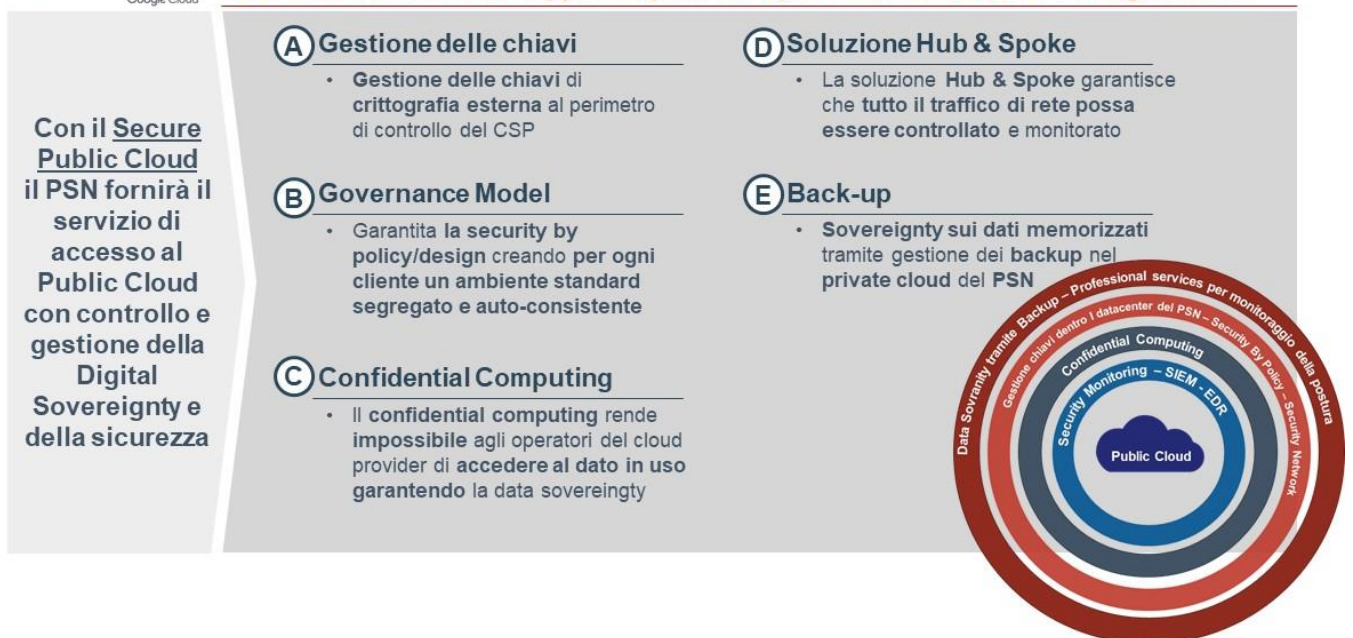 Google Cloud
Con il Secure
Public Cloud
il PSN fornirà il
servizio di
accesso al
Public Cloud
con controllo e
gestione della
Digital
Sovereignty e
della sicurezza
A Gestione delle chiavi
• Gestione delle chiavi di
crittografia esterna al perimetro
di controllo del CSP
B Governance Model
• Garantita la security by
policy/design creando per ogni
cliente un ambiente standard
segregato e auto-consistente
C Confidential Computing
• Il confidential computing rende
impossibile agli operatori del cloud
provider di accedere al dato in uso
garantendo la data sovereingty
D Soluzione Hub & Spoke
• La soluzione Hub & Spoke garantisce
che tutto il traffico di rete possa
essere controllato e monitorato
E Back-up
• Sovereignty sui dati memorizzati
tramite gestione dei backup nel
private cloud del PSN
Data Sovranity tramite Backup – Professional services per monitoraggio della postura
Gestione chiavi dentro I datacenter del PSN – Security By Policy – Security Network
Confidential Computing
Security Monitoring – SIEM - EDR
Public Cloud